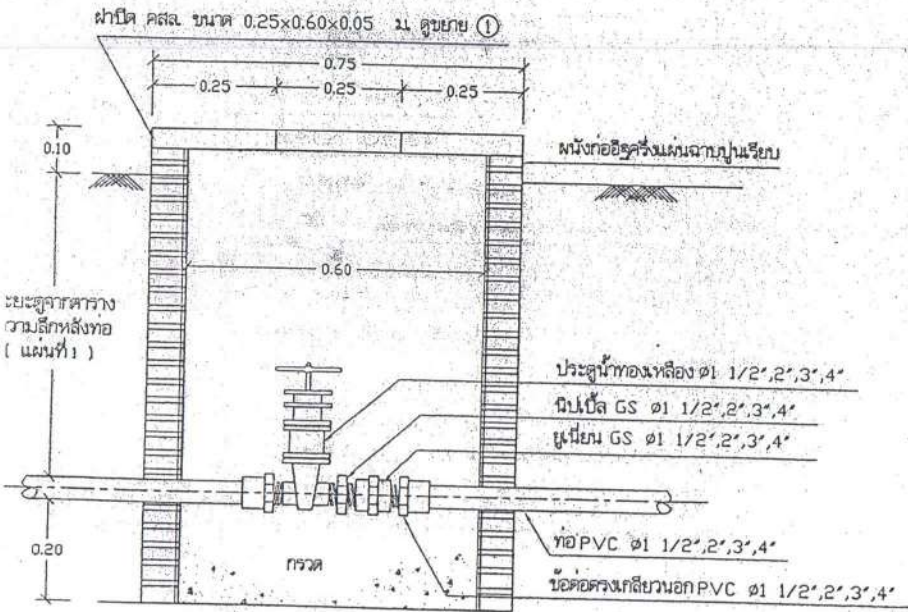 ฝาปิด คสล. ขนาด 0.25x0.60x0.05 ม. ดูขยาย ①
0.75
0.25 0.25 0.25
0.10
ผนังก่ออิฐครึ่งแผ่นฉาบปูนเรียบ
0.60
ระยะดูจากตาราง
ความลึกหลังท่อ
( แผ่นที่1 )
ประตูน้ำทองเหลือง ø1 1/2",2",3",4"
นิปเปิ้ล GS ø1 1/2",2",3",4"
ยูเนียน GS ø1 1/2",2",3",4"
0.20
กรวด
ท่อPVC ø1 1/2",2",3",4"
ข้อต่อตรงเกลียวนอกPVC ø1 1/2",2",3",4"